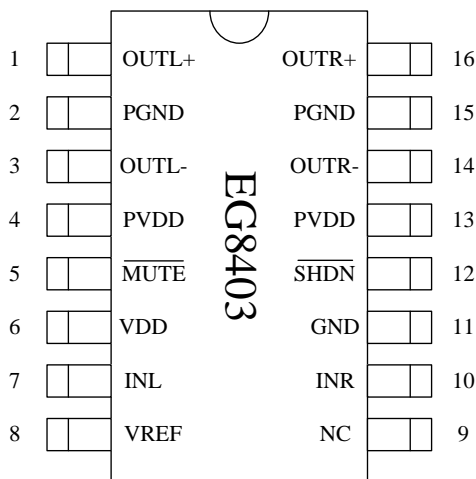 1 OUTL+ OUTR+ 16
2 PGND PGND 15
3 OUTL- OUTR- 14
4 PVDD PVDD 13
5 MUTE SHDN 12
6 VDD GND 11
7 INL INR 10
8 VREF NC 9
EG8403